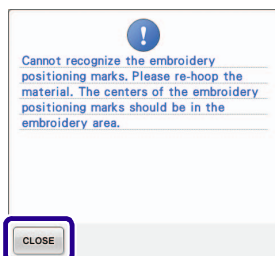 Cannot recognize the embroidery
positioning marks. Please re-hoop the
material. The centers of the embroidery
positioning marks should be in the
embroidery area.
CLOSE